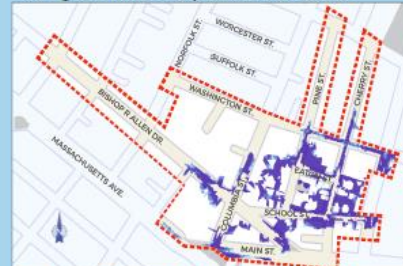 WORCESTER ST.
NORFOLK ST.
SUFFOLK ST.
PINE ST.
CHERRY ST.
WASHINGTON ST.
BISHOP R ALLEN DR.
MASSACHUSETTS AVE.
COLUMBIA ST.
SCHOOL ST.
MAIN ST.